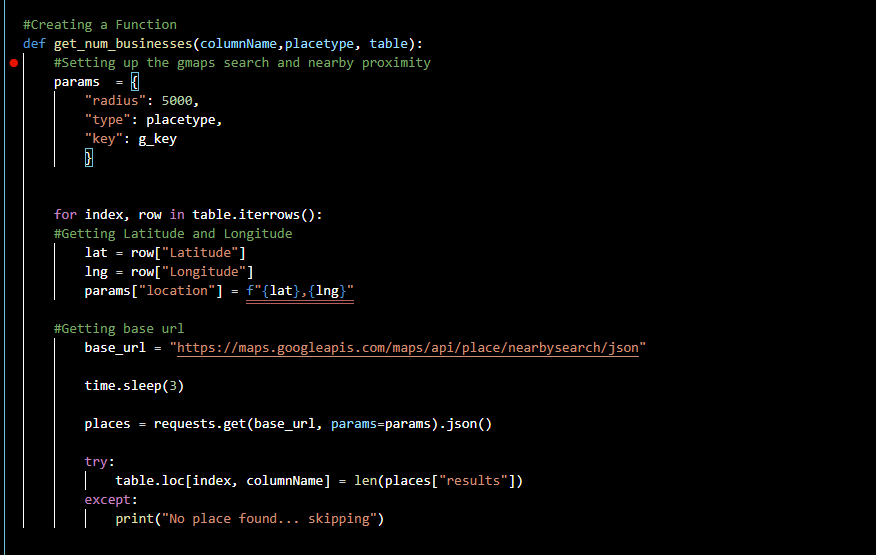 #Creating a Function
def get_num_businesses(columnName,placetype, table):
#Setting up the gmaps search and nearby proximity
params  = {
"radius": 5000,
"type": placetype,
"key": g_key
}
for index, row in table.iterrows():
#Getting Latitude and Longitude
lat = row["Latitude"]
lng = row["Longitude"]
params["location"] = f"{lat},{lng}"
#Getting base url
base_url = "https://maps.googleapis.com/maps/api/place/nearbysearch/json"
time.sleep(3)
places = requests.get(base_url, params=params).json()
try:
table.loc[index, columnName] = len(places["results"])
except:
print("No place found... skipping")